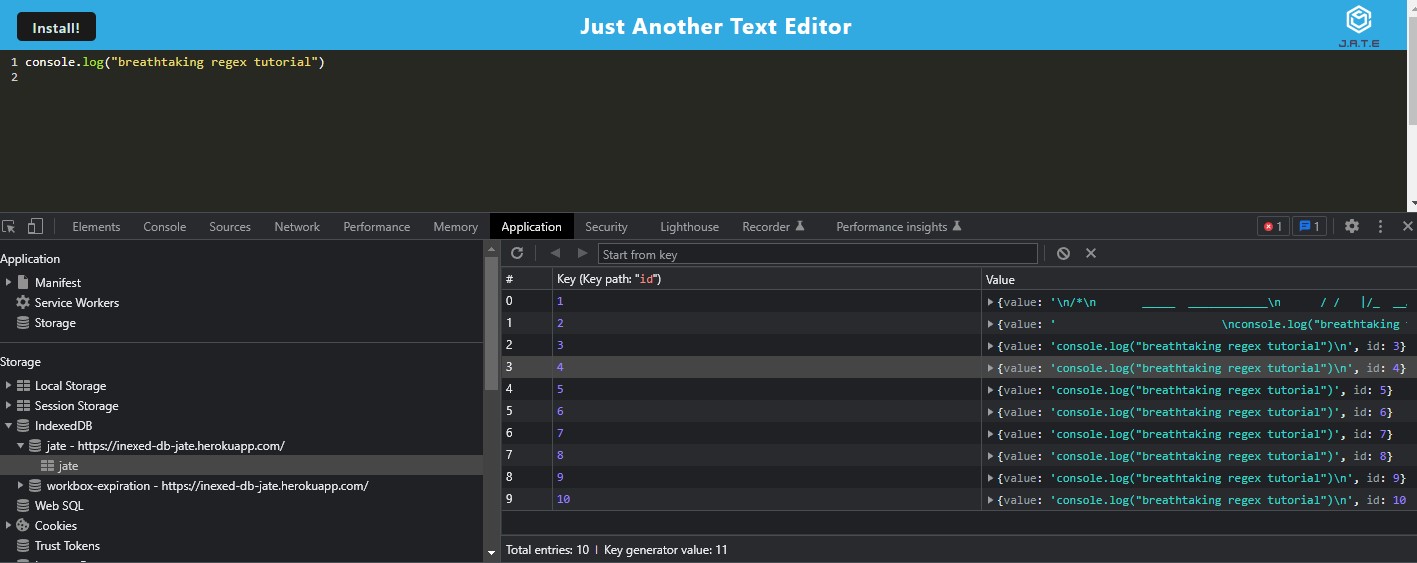 Install!
Just Another Text Editor
J.A.T.E
1 console.log("breathtaking regex tutorial")
2
Elements Console Sources Network Performance Memory Application Security Lighthouse Recorder Performance insights 1 1
Application
Manifest
Service Workers
Storage
Storage
Local Storage
Session Storage
IndexedDB
jate - https://inexed-db-jate.herokuapp.com/
jate
workbox-expiration - https://inexed-db-jate.herokuapp.com/
Web SQL
Cookies
Trust Tokens
Start from key
# Key (Key path: "id") Value
0 1 {value: '\n/*\n _____ ____________\n / / |/_ __
1 2 {value: ' \nconsole.log("breathtaking
2 3 {value: 'console.log("breathtaking regex tutorial")\n', id: 3}
3 4 {value: 'console.log("breathtaking regex tutorial")\n', id: 4}
4 5 {value: 'console.log("breathtaking regex tutorial")', id: 5}
5 6 {value: 'console.log("breathtaking regex tutorial")', id: 6}
6 7 {value: 'console.log("breathtaking regex tutorial")', id: 7}
7 8 {value: 'console.log("breathtaking regex tutorial")', id: 8}
8 9 {value: 'console.log("breathtaking regex tutorial")\n', id: 9}
9 10 {value: 'console.log("breathtaking regex tutorial")\n', id: 10
Total entries: 10 | Key generator value: 11